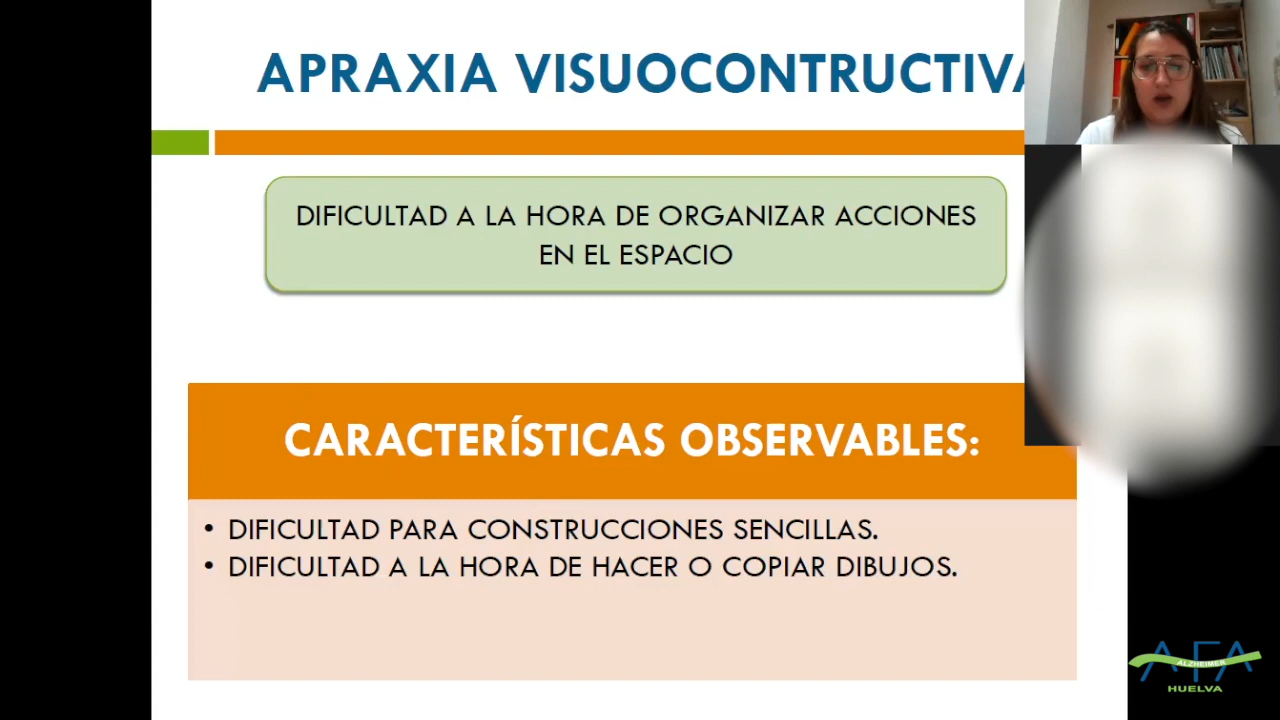 APRAXIA VISUOCONTRUCTIVA
DIFICULTAD A LA HORA DE ORGANIZAR ACCIONES
EN EL ESPACIO
CARACTERÍSTICAS OBSERVABLES:
• DIFICULTAD PARA CONSTRUCCIONES SENCILLAS.
• DIFICULTAD A LA HORA DE HACER O COPIAR DIBUJOS.
AFA
ALZHEIMER
HUELVA